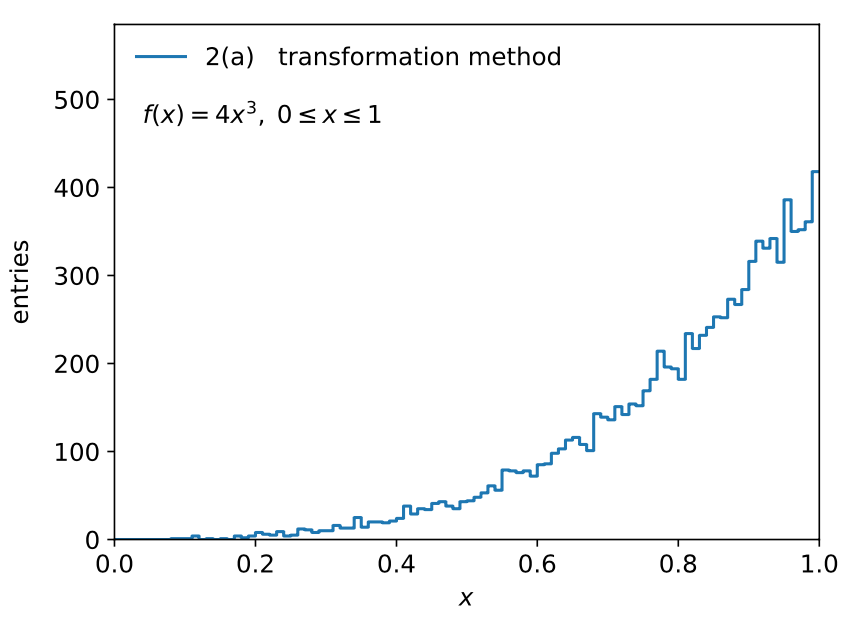 2(a) transformation method
f(x) = 4x³, 0 ≤ x ≤ 1
500
400
300
200
100
0
entries
0.0 0.2 0.4 0.6 0.8 1.0
x